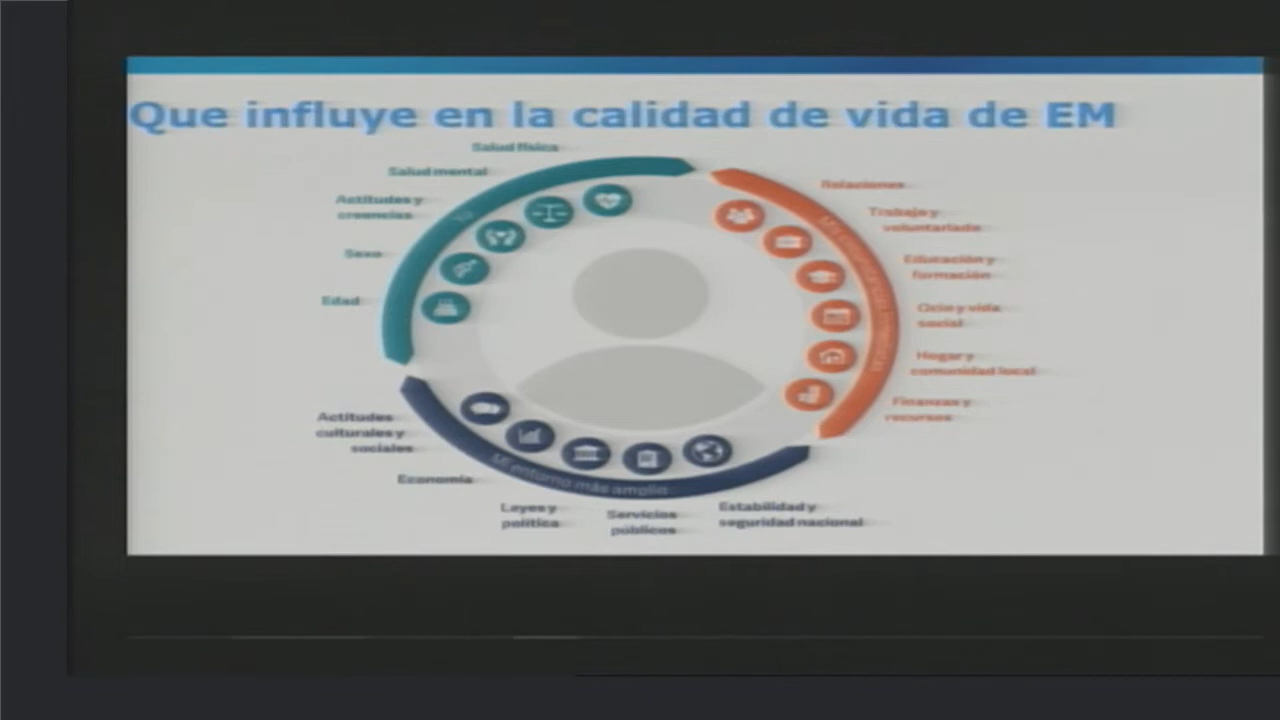 Que influye en la calidad de vida de EM
Salud física
Salud mental
Actitudes y
creencias
Sexo
Edad
Relaciones
Trabajo y
voluntariado
Educación y
formación
Ocio y vida
social
Hogar y
comunidad local
Finanzas y
recursos
Actitudes
culturales y
sociales
Economía
Leyes y
política
Servicios
públicos
Estabilidad y
seguridad nacional
Mi entorno más amplio